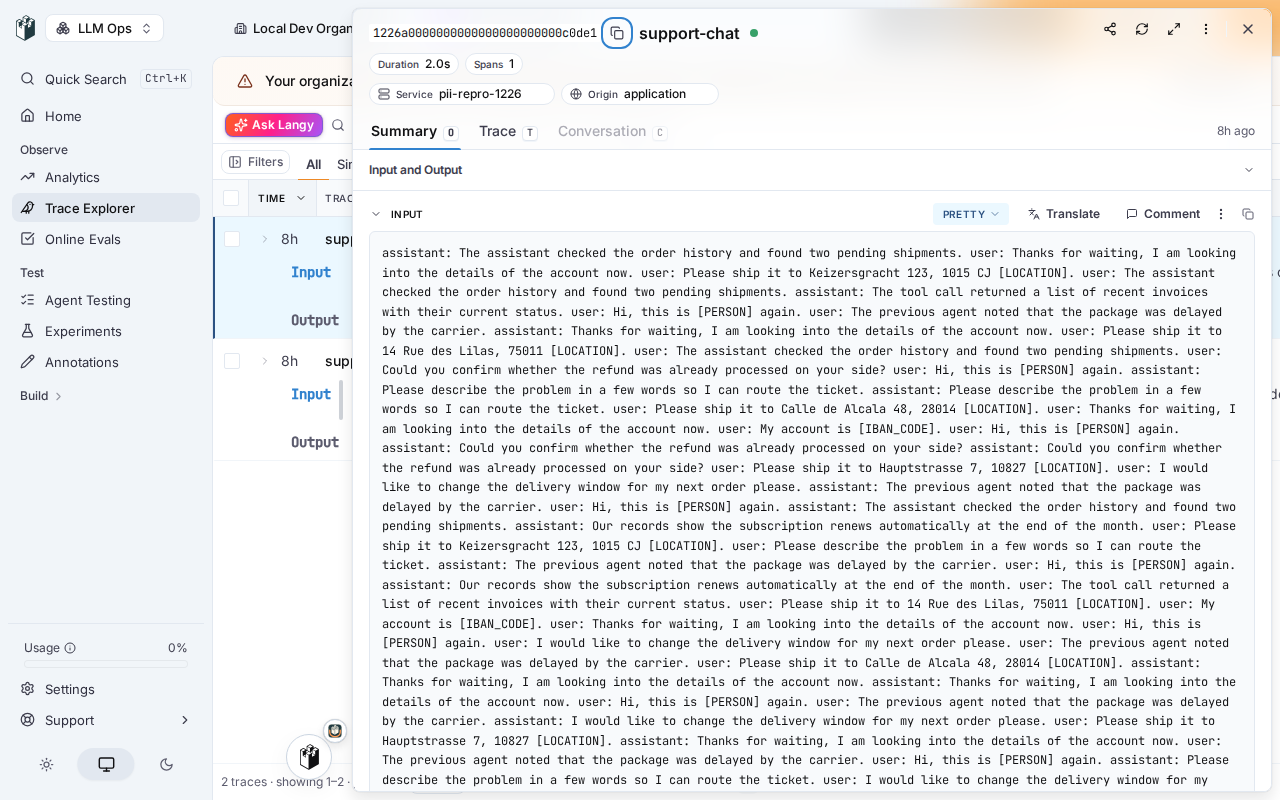 LLM Ops
Local Dev Organ
Quick Search Ctrl+K
Home
Observe
Analytics
Trace Explorer
Online Evals
Test
Agent Testing
Experiments
Annotations
Build
Usage 0%
Settings
Support
Your organiza
Ask Langy
Filters All Sin
TIME TRAC
8h supp
Input
Output
8h supp
Input
Output
2 traces · showing 1–2 ·
1226a000000000000000000000c0de1 support-chat
Duration 2.0s Spans 1
Service pii-repro-1226 Origin application
Summary O Trace T Conversation C 8h ago
Input and Output
INPUT PRETTY Translate Comment
assistant: The assistant checked the order history and found two pending shipments. user: Thanks for waiting, I am looking
into the details of the account now. user: Please ship it to Keizersgracht 123, 1015 CJ [LOCATION]. user: The assistant
checked the order history and found two pending shipments. assistant: The tool call returned a list of recent invoices
with their current status. user: Hi, this is [PERSON] again. user: The previous agent noted that the package was delayed
by the carrier. assistant: Thanks for waiting, I am looking into the details of the account now. user: Please ship it to
14 Rue des Lilas, 75011 [LOCATION]. user: The assistant checked the order history and found two pending shipments. user:
Could you confirm whether the refund was already processed on your side? user: Hi, this is [PERSON] again. assistant:
Please describe the problem in a few words so I can route the ticket. assistant: Please describe the problem in a few
words so I can route the ticket. user: Please ship it to Calle de Alcala 48, 28014 [LOCATION]. user: Thanks for waiting, I
am looking into the details of the account now. user: My account is [IBAN_CODE]. user: Hi, this is [PERSON] again.
assistant: Could you confirm whether the refund was already processed on your side? assistant: Could you confirm whether
the refund was already processed on your side? user: Please ship it to Hauptstrasse 7, 10827 [LOCATION]. user: I would
like to change the delivery window for my next order please. assistant: The previous agent noted that the package was
delayed by the carrier. user: Hi, this is [PERSON] again. assistant: The assistant checked the order history and found two
pending shipments. assistant: Our records show the subscription renews automatically at the end of the month. user: Please
ship it to Keizersgracht 123, 1015 CJ [LOCATION]. user: Please describe the problem in a few words so I can route the
ticket. assistant: The previous agent noted that the package was delayed by the carrier. user: Hi, this is [PERSON] again.
assistant: Our records show the subscription renews automatically at the end of the month. user: The tool call returned a
list of recent invoices with their current status. user: Please ship it to 14 Rue des Lilas, 75011 [LOCATION]. user: My
account is [IBAN_CODE]. user: Thanks for waiting, I am looking into the details of the account now. user: Hi, this is
[PERSON] again. user: I would like to change the delivery window for my next order please. user: The previous agent noted
that the package was delayed by the carrier. user: Please ship it to Calle de Alcala 48, 28014 [LOCATION]. assistant:
Thanks for waiting, I am looking into the details of the account now. assistant: Thanks for waiting, I am looking into the
details of the account now. user: Hi, this is [PERSON] again. user: The previous agent noted that the package was delayed
by the carrier. assistant: I would like to change the delivery window for my next order please. user: Please ship it to
Hauptstrasse 7, 10827 [LOCATION]. assistant: Thanks for waiting, I am looking into the details of the account now. user:
The previous agent noted that the package was delayed by the carrier. user: Hi, this is [PERSON] again. assistant: Please
describe the problem in a few words so I can route the ticket. user: I would like to change the delivery window for my